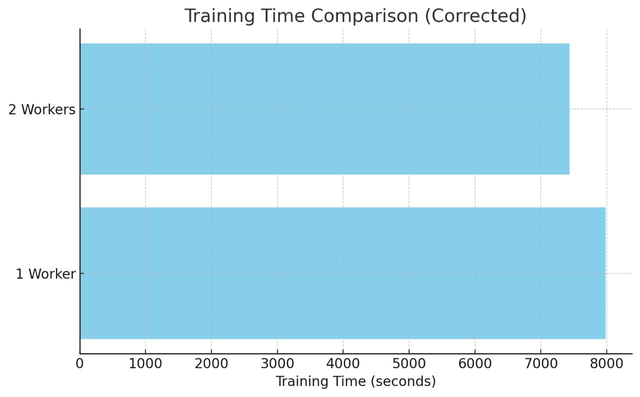 Training Time Comparison (Corrected)
2 Workers
1 Worker
0 1000 2000 3000 4000 5000 6000 7000 8000
Training Time (seconds)